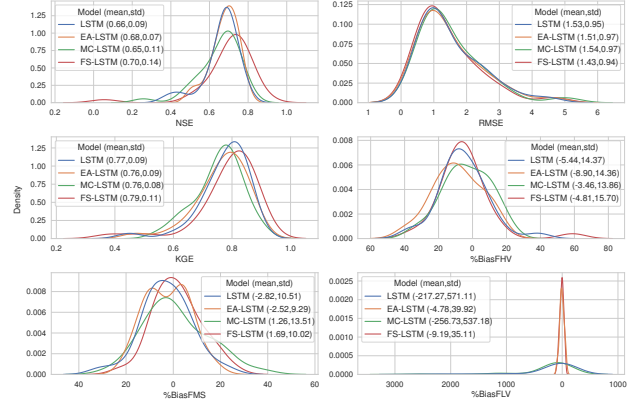 Model (mean,std)
LSTM (0.66,0.09)
EA-LSTM (0.68,0.07)
MC-LSTM (0.65,0.11)
FS-LSTM (0.70,0.14)
1.25
1.00
0.75
0.50
0.25
0.00
0.2 0.0 0.2 0.4 0.6 0.8 1.0
NSE
Model (mean,std)
LSTM (1.53,0.95)
EA-LSTM (1.51,0.97)
MC-LSTM (1.54,0.97)
FS-LSTM (1.43,0.94)
0.125
0.100
0.075
0.050
0.025
0.000
1 0 1 2 3 4 5 6
RMSE
Model (mean,std)
LSTM (0.77,0.09)
EA-LSTM (0.76,0.09)
MC-LSTM (0.76,0.08)
FS-LSTM (0.79,0.11)
1.25
1.00
0.75
0.50
0.25
0.00
0.2 0.4 0.6 0.8 1.0
KGE
Density
Model (mean,std)
LSTM (-5.44,14.37)
EA-LSTM (-8.90,14.36)
MC-LSTM (-3.46,13.86)
FS-LSTM (-4.81,15.70)
0.008
0.006
0.004
0.002
0.000
60 40 20 0 20 40 60 80
%BiasFHV
Model (mean,std)
LSTM (-2.82,10.51)
EA-LSTM (-2.52,9.29)
MC-LSTM (1.26,13.51)
FS-LSTM (1.69,10.02)
0.008
0.006
0.004
0.002
0.000
40 20 0 20 40 60
%BiasFMS
Model (mean,std)
LSTM (-217.27,571.11)
EA-LSTM (-4.78,39.92)
MC-LSTM (-256.73,537.18)
FS-LSTM (-9.19,35.11)
0.0025
0.0020
0.0015
0.0010
0.0005
0.0000
3000 2000 1000 0 1000
%BiasFLV